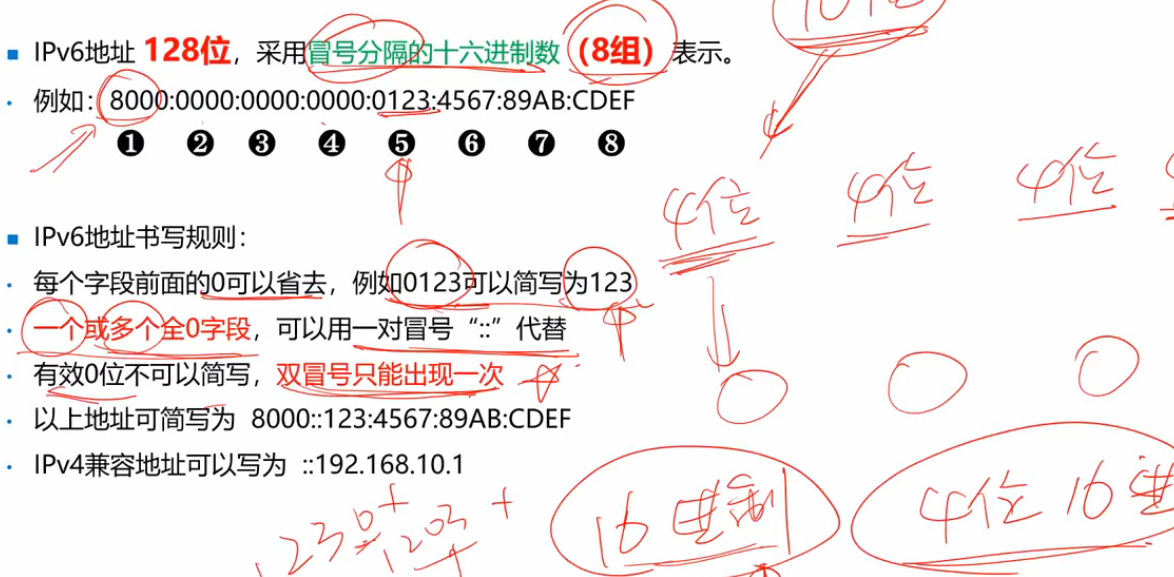 IPv6地址 128位，采用冒号分隔的十六进制数（8组）表示。
例如：8000:0000:0000:0000:0123:4567:89AB:CDEF
❶ ❷ ❸ ❹ ❺ ❻ ❼ ❽
4位 4位 4位
IPv6地址书写规则：
每个字段前面的0可以省去，例如0123可以简写为123
一个或多个全0字段，可以用一对冒号“::”代替
有效0位不可以简写，双冒号只能出现一次
以上地址可简写为 8000::123:4567:89AB:CDEF
IPv4兼容地址可以写为 ::192.168.10.1
16进制 4位16进
1230 1203